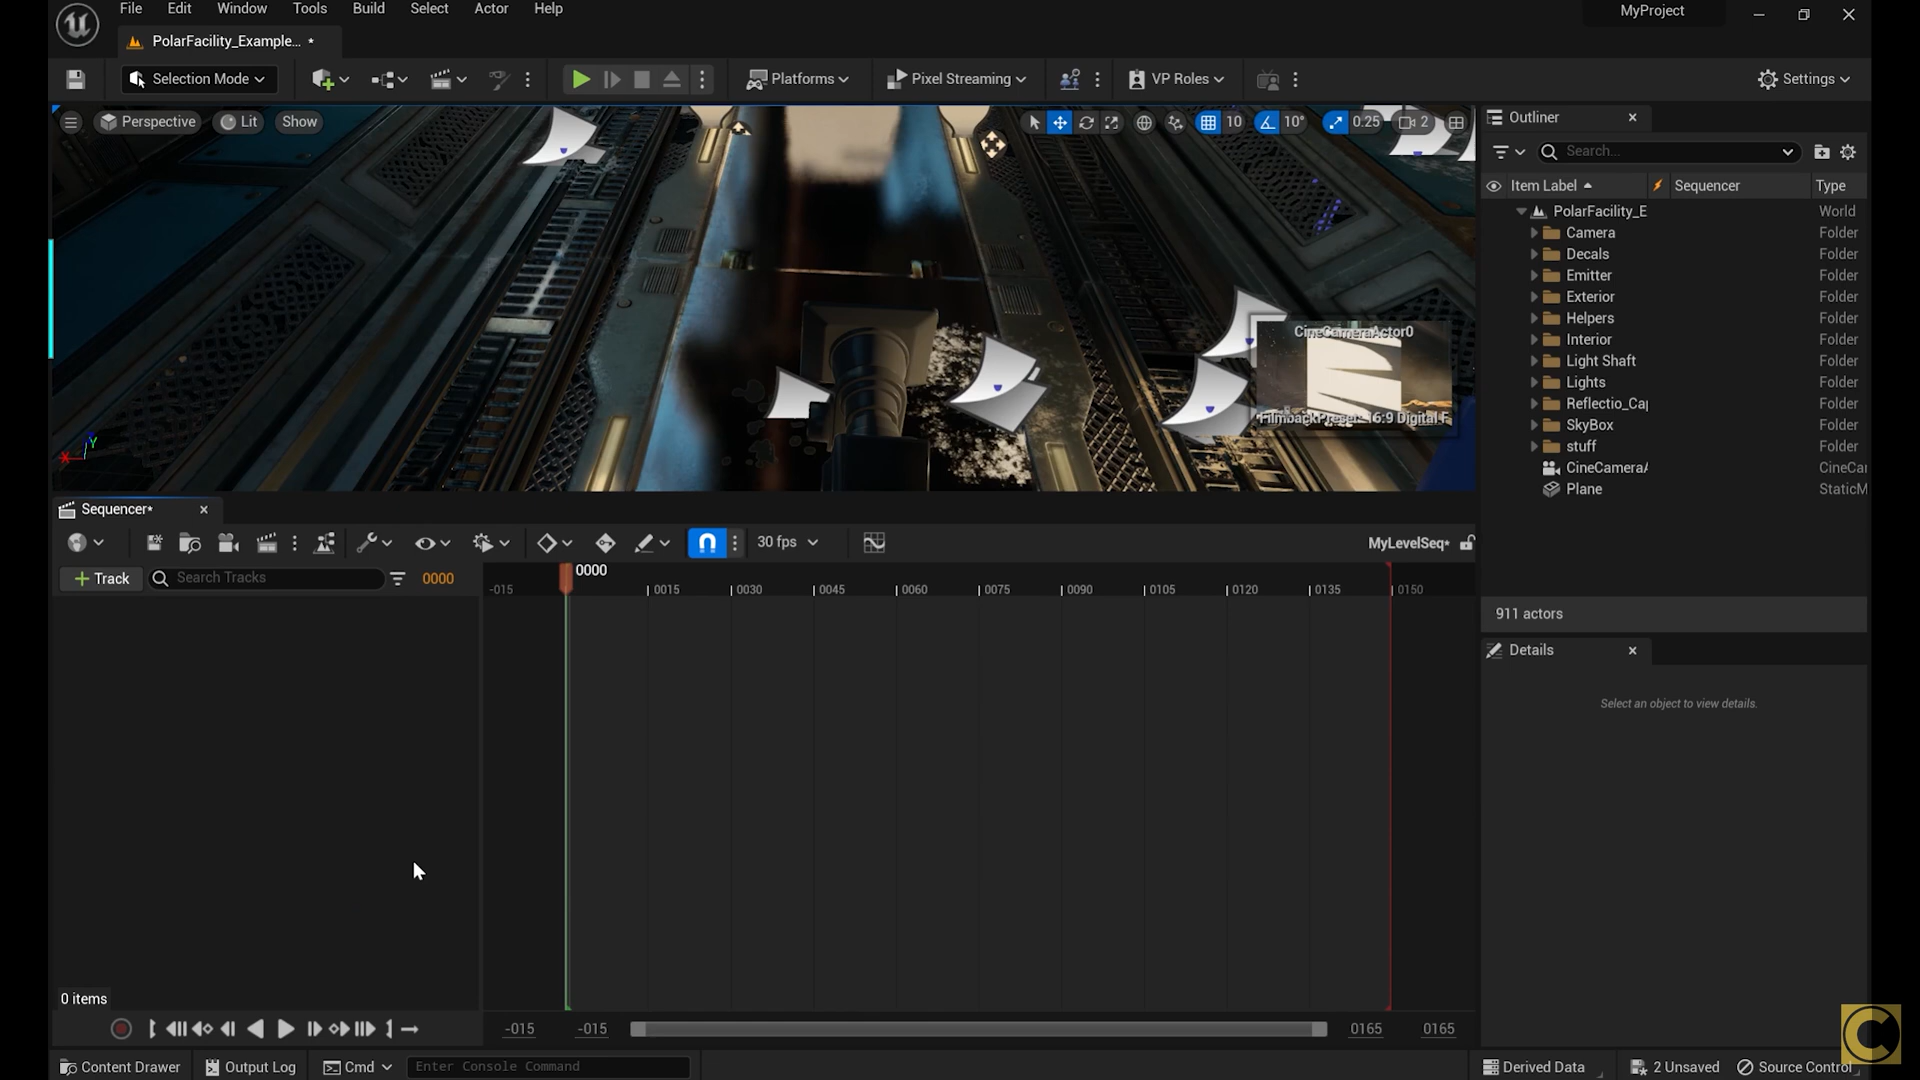 File Edit Window Tools Build Select Actor Help
MyProject
PolarFacility_Example... •
Selection Mode
Platforms
Pixel Streaming
VP Roles
Settings
Perspective Lit Show
10 10° 0.25 2
CineCameraActor0
FilmbackPreset: 16:9 Digital F
Outliner
Search...
Item Label Sequencer Type
PolarFacility_E World
Camera Folder
Decals Folder
Emitter Folder
Exterior Folder
Helpers Folder
Interior Folder
Light Shaft Folder
Lights Folder
Reflectio_Ca Folder
SkyBox Folder
stuff Folder
CineCameraA CineCa
Plane StaticM
911 actors
Details
Select an object to view details.
Sequencer*
30 fps
MyLevelSeq*
+ Track
Search Tracks
0000
0000
-015 0015 0030 0045 0060 0075 0090 0105 0120 0135 0150
0 items
-015 -015 0165 0165
Content Drawer
Output Log
Cmd
Enter Console Command
Derived Data
2 Unsaved
Source Control
C